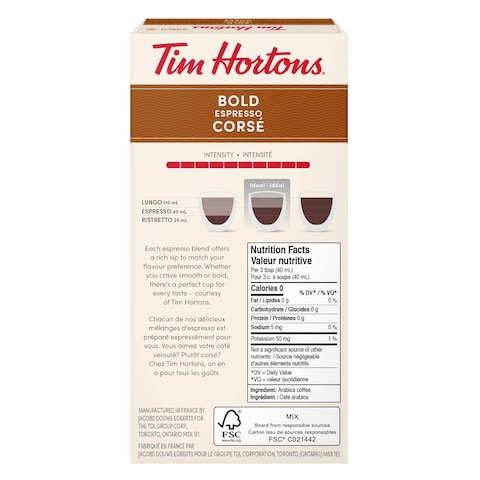 Tim Hortons
BOLD
ESPRESSO
CORSÉ
INTENSITY • INTENSITÉ
Ideal • Idéal
LUNGO 110 mL
ESPRESSO 40 mL
RISTRETTO 25 mL
Each espresso blend offers
a rich sip to match your
flavour preference. Whether
you crave smooth or bold,
there's a perfect cup for
every taste – courtesy
of Tim Hortons.
Chacun de nos délicieux
mélanges d'espresso est
préparé expressément pour
vous. Vous aimez votre café
velouté? Plutôt corsé?
Chez Tim Hortons, on en
a pour tous les goûts.
Nutrition Facts
Valeur nutritive
Per 3 tbsp (40 mL)
Pour 3 c. à soupe (40 mL)
Calories 0 % DV* / % VQ*
Fat / Lipides 0 g 0 %
Carbohydrate / Glucides 0 g
Protein / Protéines 0 g
Sodium 5 mg 0 %
Potassium 50 mg 1 %
Not a significant source of other
nutrients. / Source négligeable
d'autres éléments nutritifs.
*DV = Daily Value
*VQ = valeur quotidienne
Ingredient: Arabica coffee.
Ingrédient : Café arabica.
MANUFACTURED IN FRANCE BY
JACOBS DOUWE EGBERTS FOR
THE TDL GROUP CORP.,
TORONTO, ONTARIO M5X 1E1
FSC
www.fsc.org
MIX
Board from responsible sources
Carton issu de sources responsables
FSC® C021442
FABRIQUÉ EN FRANCE PAR
JACOBS DOUWE EGBERTS POUR LE GROUPE TDL CORPORATION, TORONTO (ONTARIO) M5X 1E1